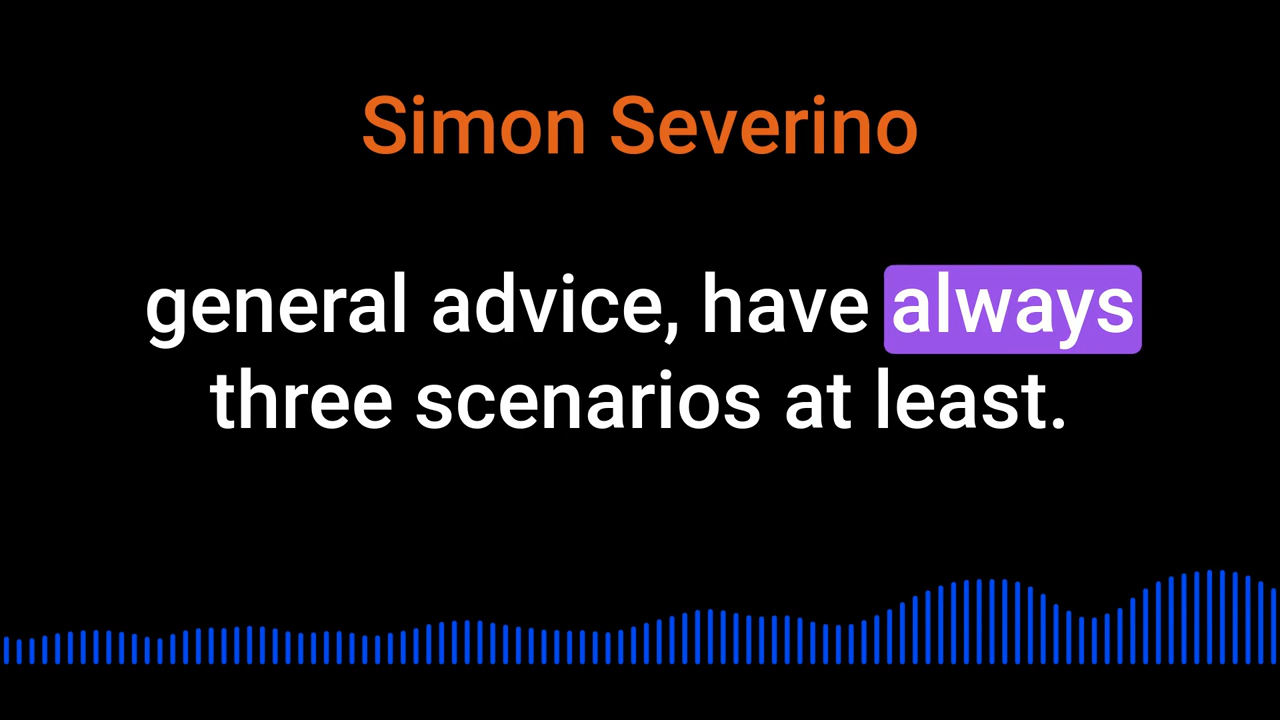 Simon Severino
general advice, have always
three scenarios at least.